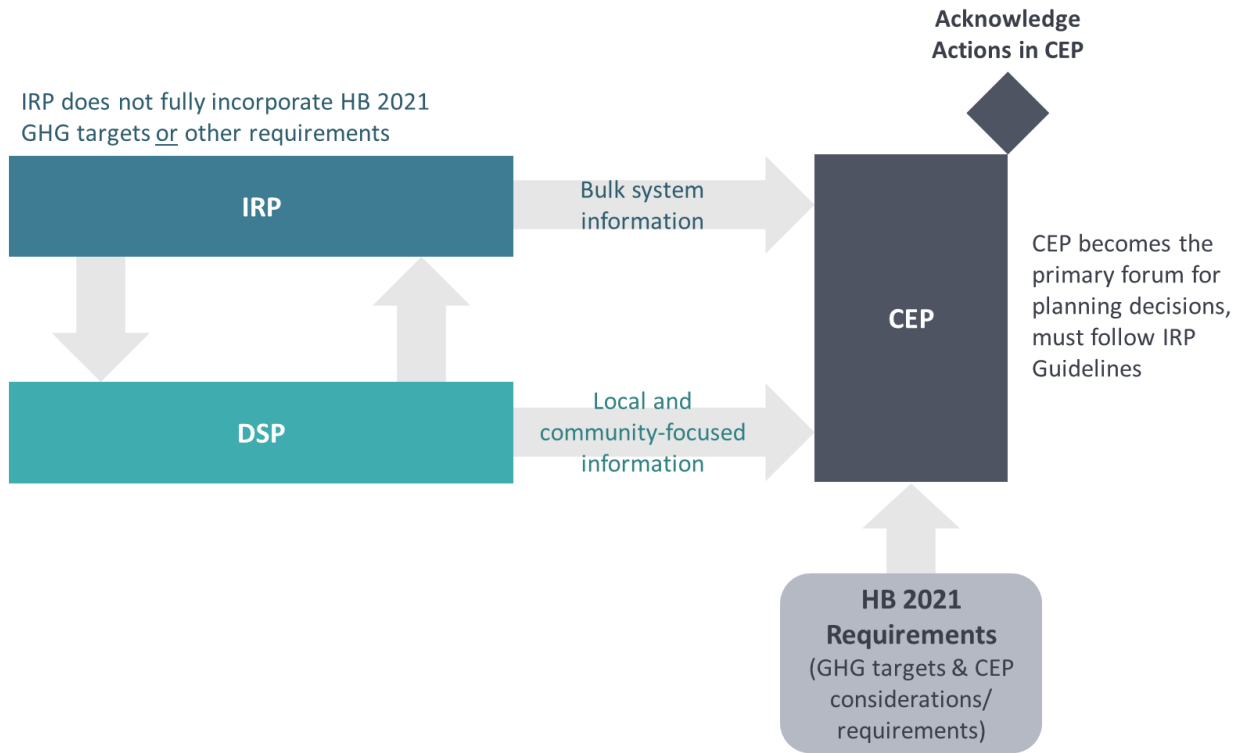 Acknowledge
Actions in CEP
IRP does not fully incorporate HB 2021
GHG targets or other requirements
IRP
Bulk system
information
CEP
CEP becomes the
primary forum for
planning decisions,
must follow IRP
Guidelines
DSP
Local and
community-focused
information
HB 2021
Requirements
(GHG targets & CEP
considerations/
requirements)